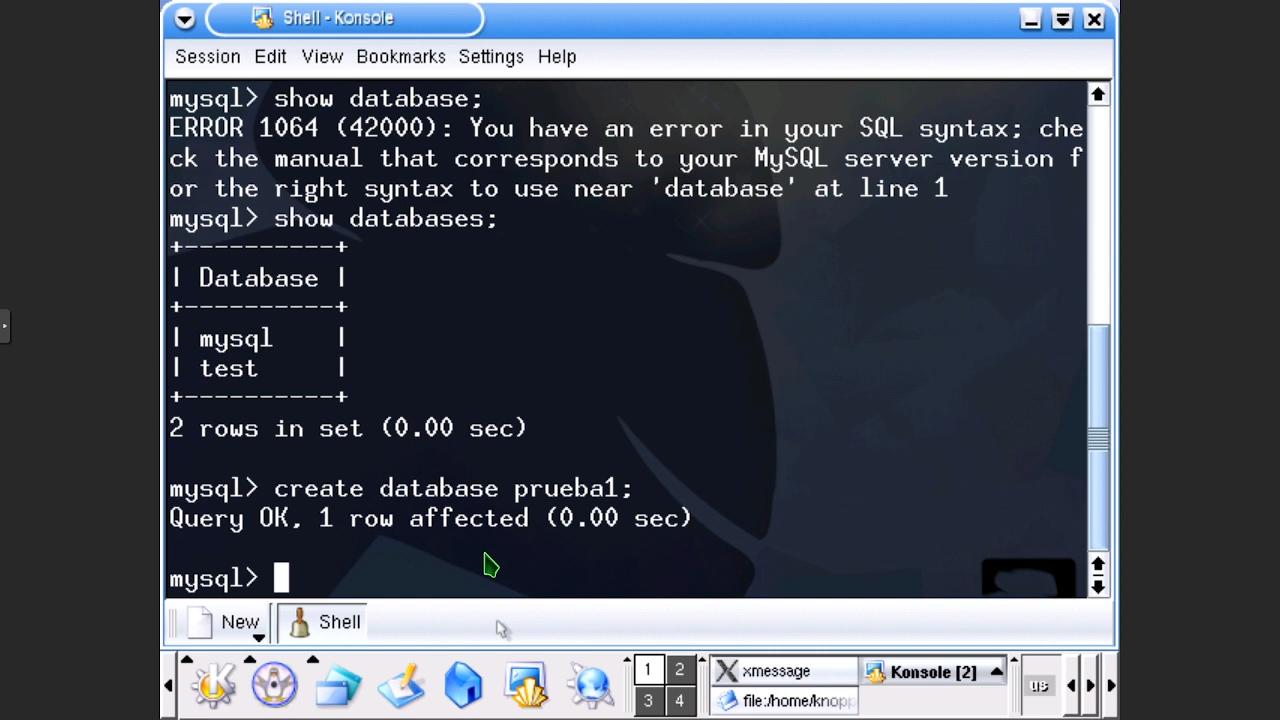 Shell - Konsole
Session Edit View Bookmarks Settings Help
mysql> show database;
ERROR 1064 (42000): You have an error in your SQL syntax; che
ck the manual that corresponds to your MySQL server version f
or the right syntax to use near 'database' at line 1
mysql> show databases;
+----------+
| Database |
+----------+
| mysql    |
| test     |
+----------+
2 rows in set (0.00 sec)
mysql> create database prueba1;
Query OK, 1 row affected (0.00 sec)
mysql>
New Shell
1 2 xmessage Konsole [2] us
3 4 file:/home/knopp